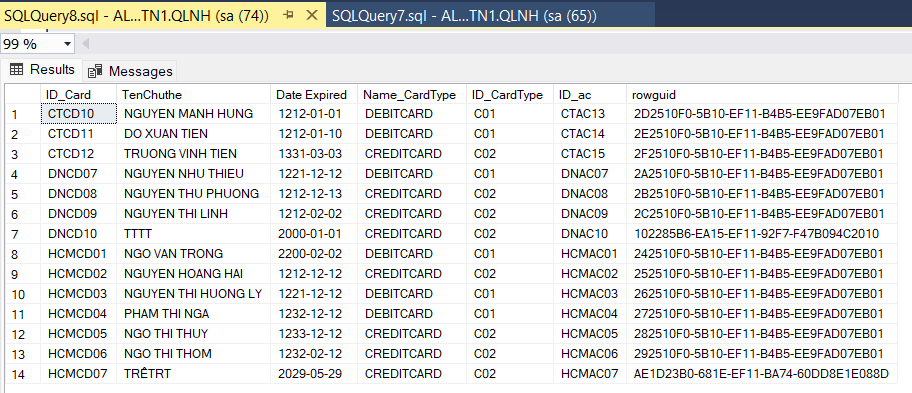 SQLQuery8.sql - AL...TN1.QLNH (sa (74)) SQLQuery7.sql - AL...TN1.QLNH (sa (65))
99 %
Results Messages
ID_Card TenChuthe Date Expired Name_CardType ID_CardType ID_ac rowguid
1 CTCD10 NGUYEN MANH HUNG 1212-01-01 DEBITCARD C01 CTAC13 2D2510F0-5B10-EF11-B4B5-EE9FAD07EB01
2 CTCD11 DO XUAN TIEN 1212-01-10 DEBITCARD C01 CTAC14 2E2510F0-5B10-EF11-B4B5-EE9FAD07EB01
3 CTCD12 TRUONG VINH TIEN 1331-03-03 CREDITCARD C02 CTAC15 2F2510F0-5B10-EF11-B4B5-EE9FAD07EB01
4 DNCD07 NGUYEN NHU THIEU 1221-12-12 DEBITCARD C01 DNAC07 2A2510F0-5B10-EF11-B4B5-EE9FAD07EB01
5 DNCD08 NGUYEN THU PHUONG 1212-12-13 CREDITCARD C02 DNAC08 2B2510F0-5B10-EF11-B4B5-EE9FAD07EB01
6 DNCD09 NGUYEN THI LINH 1212-02-02 CREDITCARD C02 DNAC09 2C2510F0-5B10-EF11-B4B5-EE9FAD07EB01
7 DNCD10 TTTT 2000-01-01 CREDITCARD C02 DNAC10 102285B6-EA15-EF11-92F7-F47B094C2010
8 HCMCD01 NGO VAN TRONG 2200-02-02 DEBITCARD C01 HCMAC01 242510F0-5B10-EF11-B4B5-EE9FAD07EB01
9 HCMCD02 NGUYEN HOANG HAI 1212-12-12 CREDITCARD C02 HCMAC02 252510F0-5B10-EF11-B4B5-EE9FAD07EB01
10 HCMCD03 NGUYEN THI HUONG LY 1221-12-12 DEBITCARD C01 HCMAC03 262510F0-5B10-EF11-B4B5-EE9FAD07EB01
11 HCMCD04 PHAM THI NGA 1232-12-12 DEBITCARD C01 HCMAC04 272510F0-5B10-EF11-B4B5-EE9FAD07EB01
12 HCMCD05 NGO THI THUY 1233-12-12 CREDITCARD C02 HCMAC05 282510F0-5B10-EF11-B4B5-EE9FAD07EB01
13 HCMCD06 NGO THI THOM 1232-02-12 CREDITCARD C02 HCMAC06 292510F0-5B10-EF11-B4B5-EE9FAD07EB01
14 HCMCD07 TRÊTRT 2029-05-29 CREDITCARD C02 HCMAC07 AE1D23B0-681E-EF11-BA74-60DD8E1E088D